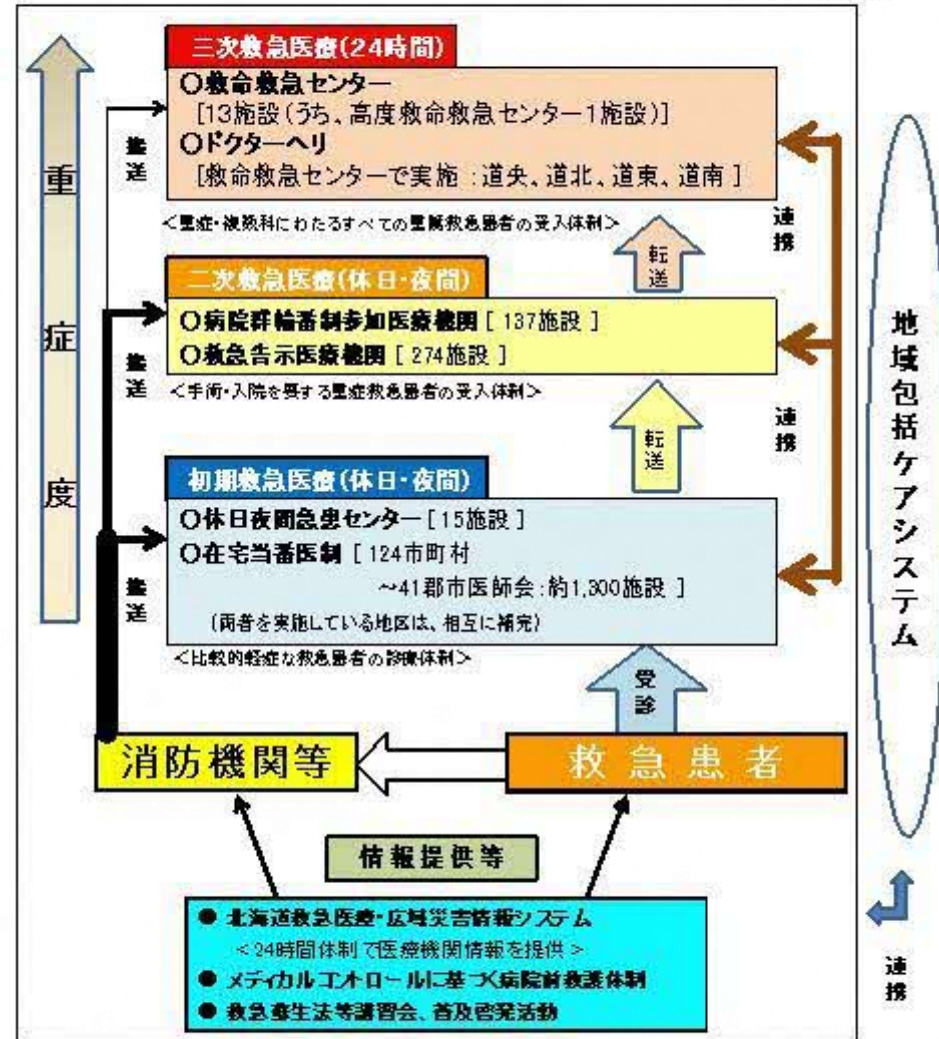 三次救急医療(24時間)
○救命救急センター
[13施設(うち、高度救命救急センター1施設)]
○ドクターヘリ
[救命救急センターで実施:道央、道北、道東、道南 ]
<重症・複数科にわたるすべての重篤救急患者の受入体制>
搬送
転送
連携
二次救急医療(休日・夜間)
○病院群輪番制参加医療機関 [ 137施設 ]
○救急告示医療機関 [ 274施設 ]
<手術・入院を要する重症救急患者の受入体制>
搬送
転送
連携
初期救急医療(休日・夜間)
○休日夜間急患センター [ 15施設 ]
○在宅当番医制 [ 124市町村
~41郡市医師会:約1,300施設 ]
(両者を実施している地区は、相互に補完)
<比較的軽症な救急患者の診療体制>
搬送
受診
重症度
地域包括ケアシステム
消防機関等
救急患者
情報提供等
● 北海道救急医療・広域災害情報システム
<24時間体制で医療機関情報を提供>
● メディカルコントロールに基づく病院前救護体制
● 救急蘇生法等講習会、普及啓発活動
連携